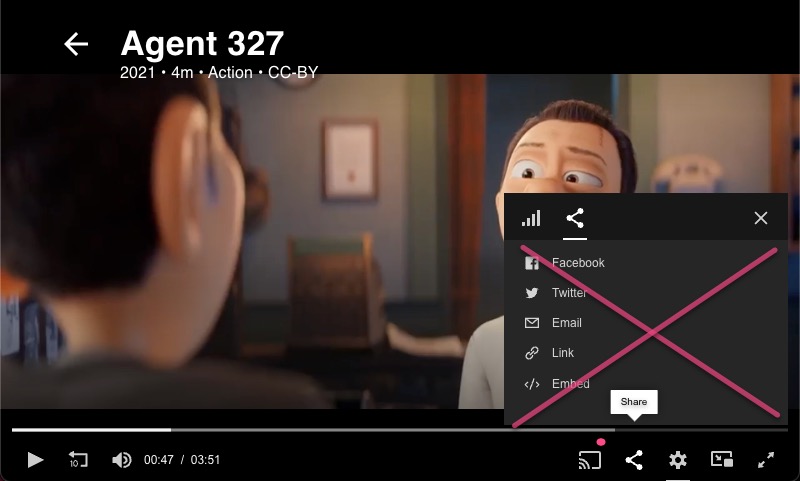 Agent 327
2021 • 4m • Action • CC-BY
Facebook
Twitter
Email
Link
Embed
Share
10
00:47 / 03:51